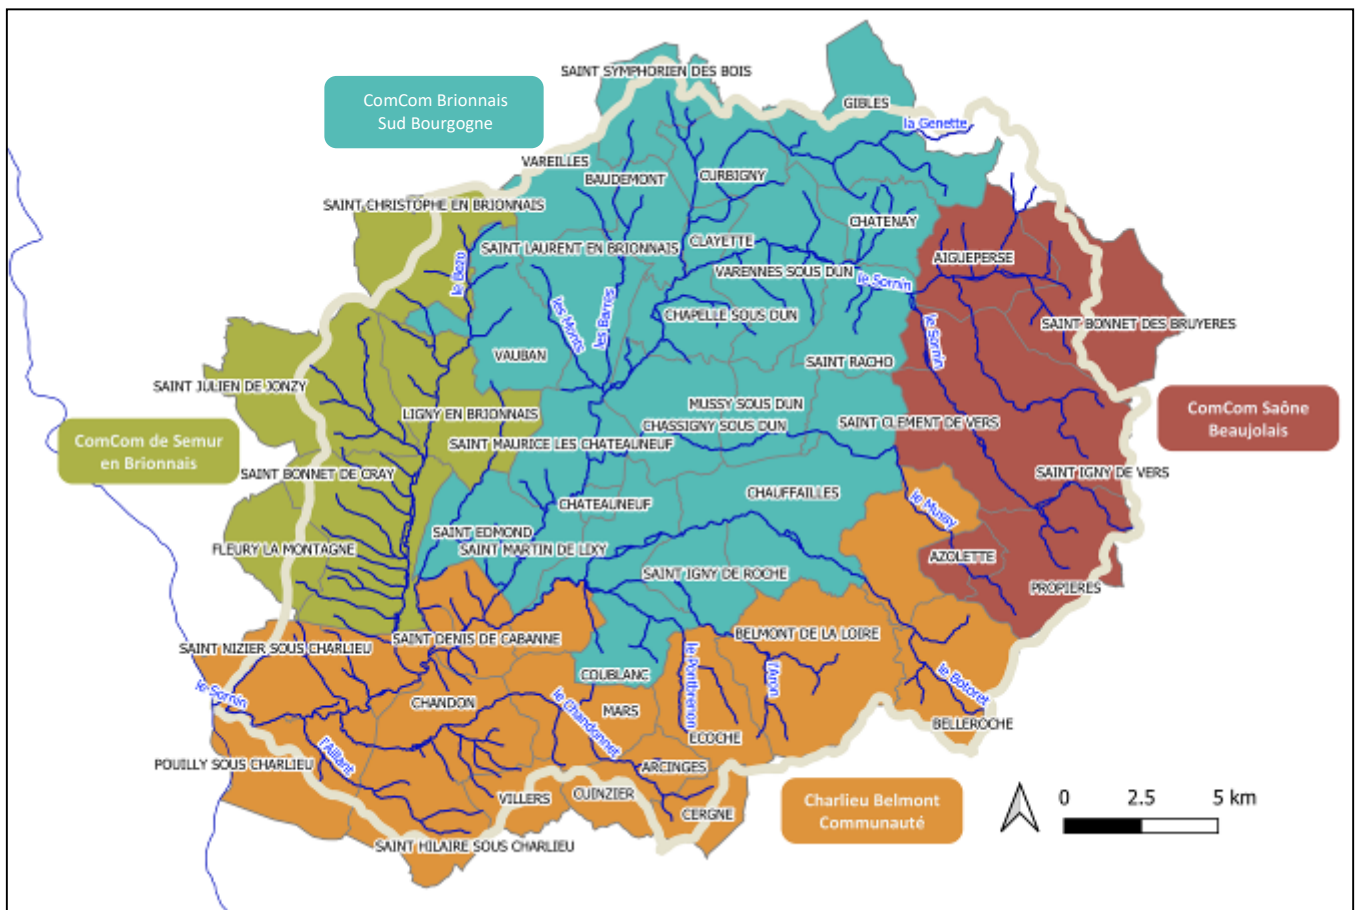 SAINT SYMPHORIEN DES BOIS
ComCom Brionnais
Sud Bourgogne
GIBLES
la Genette
VAREILLES
BAUDEMONT
CURBIGNY
SAINT CHRISTOPHE EN BRIONNAIS
CHATENAY
SAINT LAURENT EN BRIONNAIS
CLAYETTE
AIGUEPERSE
le Bezo
VARENNES SOUS DUN
le Sornin
les Monts
les Barres
CHAPELLE SOUS DUN
le Sornin
SAINT BONNET DES BRUYERES
VAUBAN
SAINT RACHO
SAINT JULIEN DE JONZY
LIGNY EN BRIONNAIS
MUSSY SOUS DUN
ComCom Saône
Beaujolais
CHASSIGNY SOUS DUN
SAINT CLEMENT DE VERS
ComCom de Semur
en Brionnais
SAINT MAURICE LES CHATEAUNEUF
SAINT BONNET DE CRAY
SAINT IGNY DE VERS
CHAUFFAILLES
CHATEAUNEUF
le Mussy
SAINT EDMOND
FLEURY LA MONTAGNE
SAINT MARTIN DE LIXY
AZOLETTE
SAINT IGNY DE ROCHE
PROPIERES
SAINT NIZIER SOUS CHARLIEU
SAINT DENIS DE CABANNE
BELMONT DE LA LOIRE
le Pontbrenon
l'Aron
COUBLANC
le Botoret
le Sornin
CHANDON
le Chandonnet
MARS
BELLEROCHE
ECOCHE
l'Aillant
POUILLY SOUS CHARLIEU
ARCINGES
VILLERS
CUINZIER
CERGNE
Charlieu Belmont
Communauté
0 2.5 5 km
SAINT HILAIRE SOUS CHARLIEU